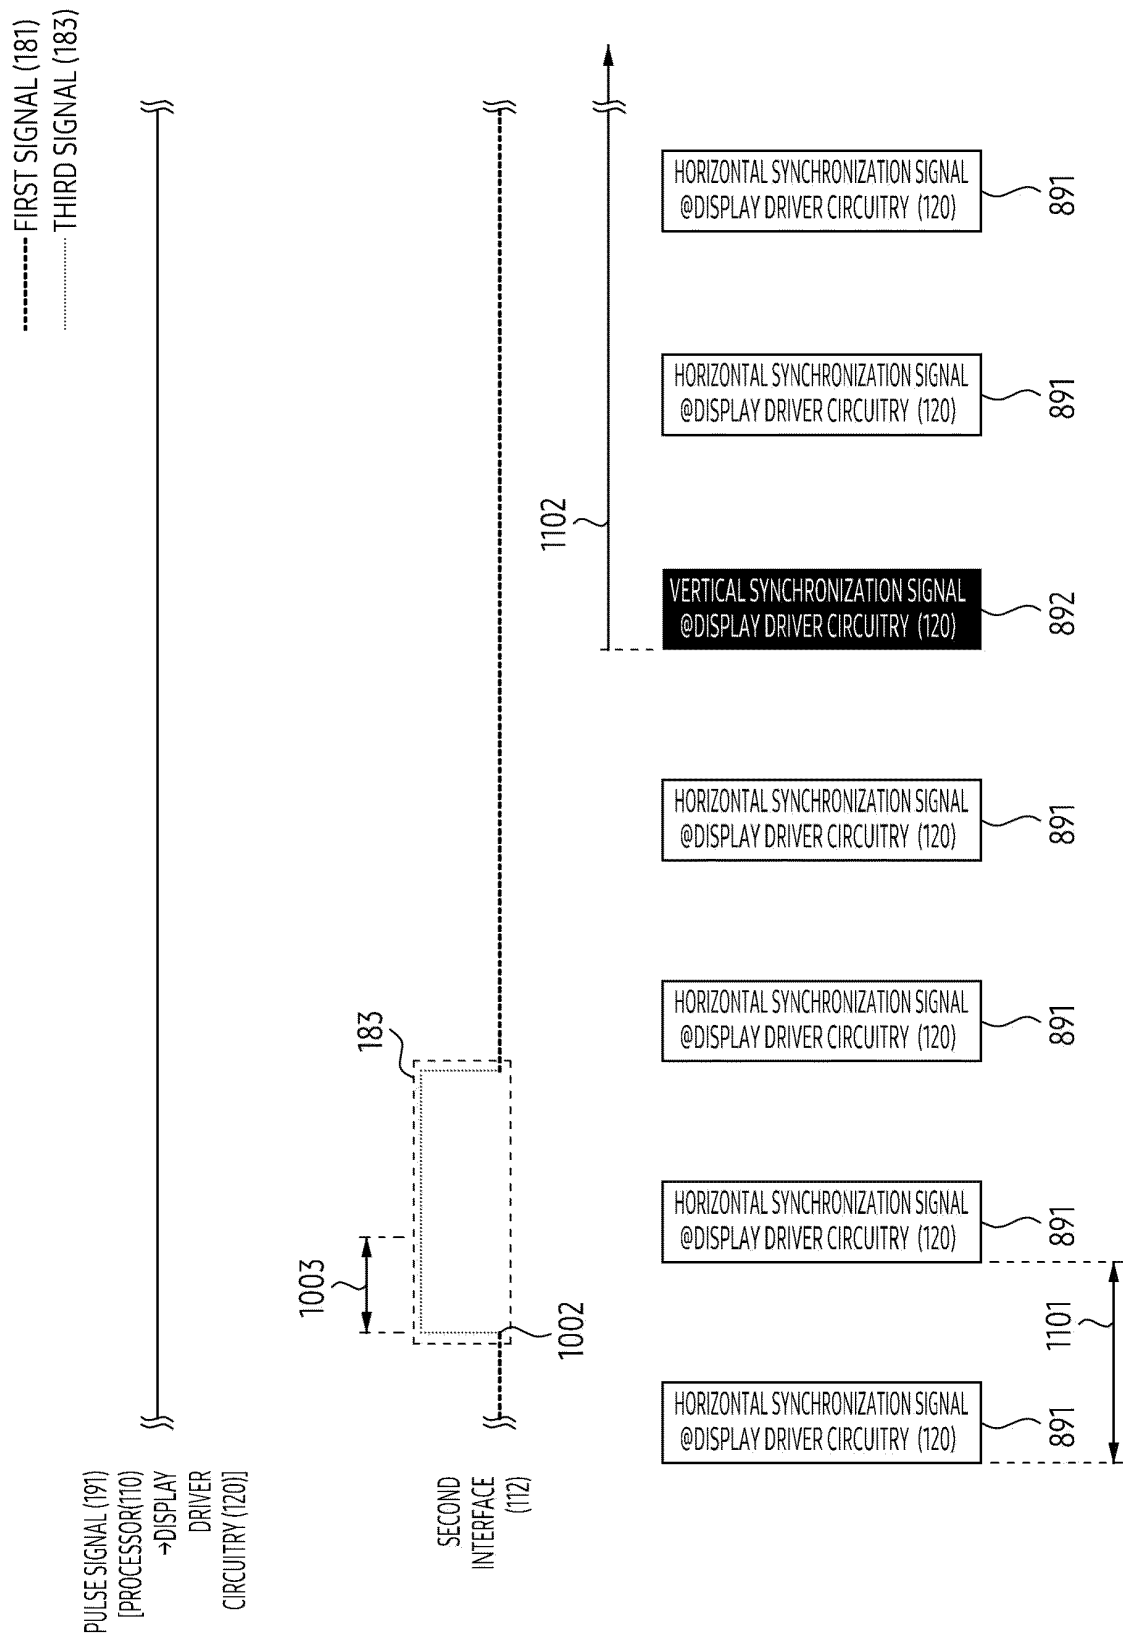 FIRST SIGNAL (181)
THIRD SIGNAL (183)
PULSE SIGNAL (191)
[PROCESSOR(110)
→DISPLAY
DRIVER
CIRCUITRY (120)]
1003
183
SECOND
INTERFACE
(112)
1002
1102
HORIZONTAL SYNCHRONIZATION SIGNAL
@DISPLAY DRIVER CIRCUITRY (120)
891
HORIZONTAL SYNCHRONIZATION SIGNAL
@DISPLAY DRIVER CIRCUITRY (120)
891
HORIZONTAL SYNCHRONIZATION SIGNAL
@DISPLAY DRIVER CIRCUITRY (120)
891
HORIZONTAL SYNCHRONIZATION SIGNAL
@DISPLAY DRIVER CIRCUITRY (120)
891
VERTICAL SYNCHRONIZATION SIGNAL
@DISPLAY DRIVER CIRCUITRY (120)
892
HORIZONTAL SYNCHRONIZATION SIGNAL
@DISPLAY DRIVER CIRCUITRY (120)
891
HORIZONTAL SYNCHRONIZATION SIGNAL
@DISPLAY DRIVER CIRCUITRY (120)
891
1101